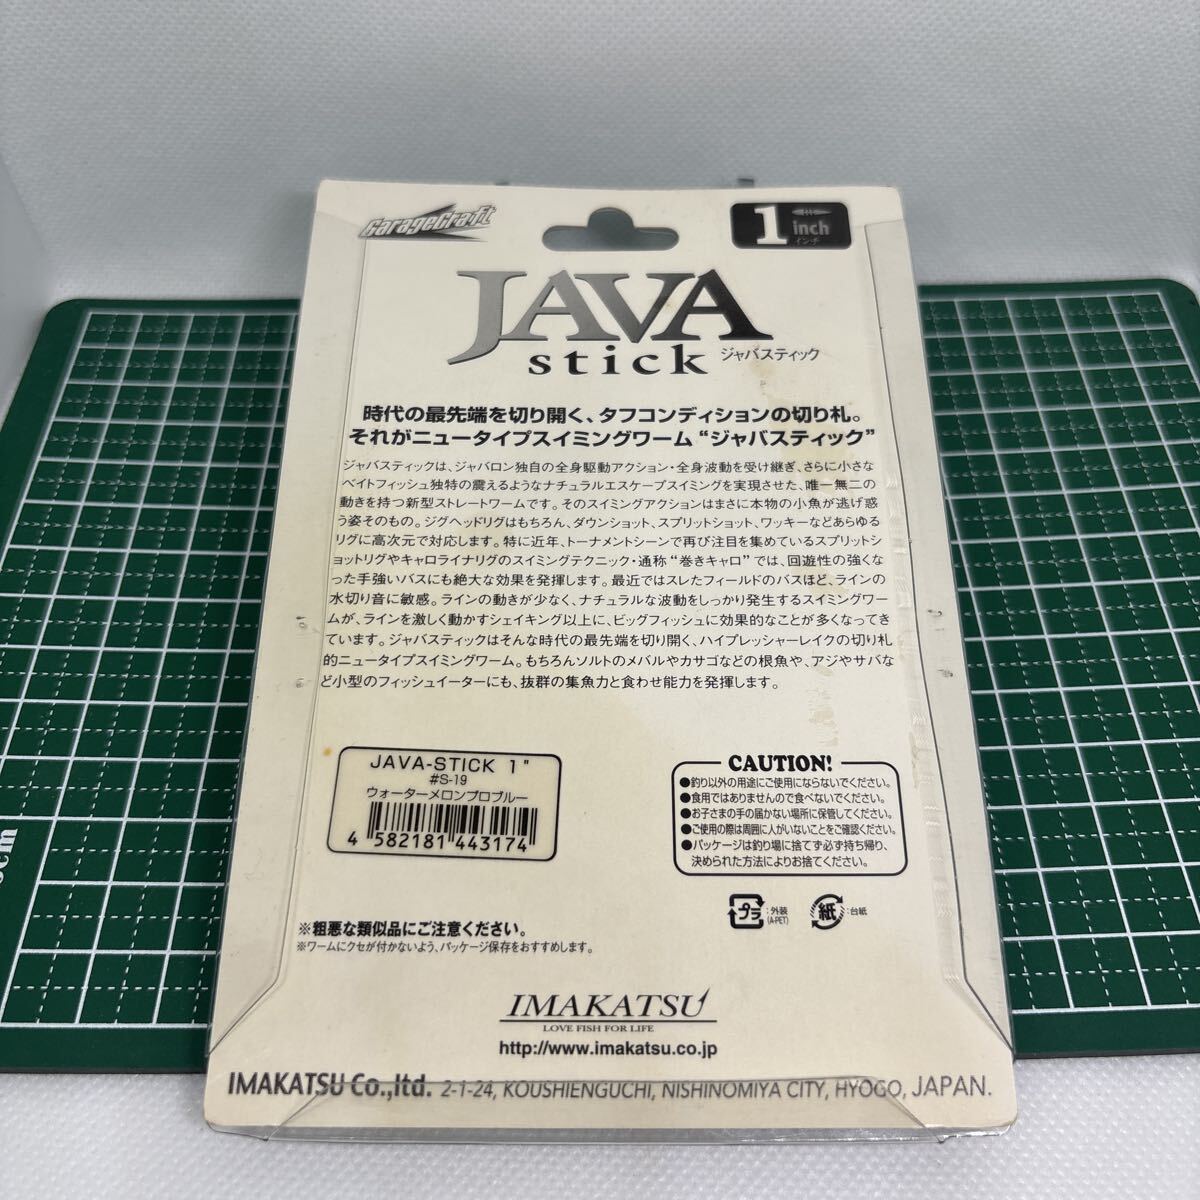 GarageCraft
1 inch
インチ
JAVA
stick ジャバスティック
時代の最先端を切り開く、タフコンディションの切り札。
それがニュータイプスイミングワーム“ジャバスティック”
ジャバスティックは、ジャバロン独自の全身駆動アクション・全身波動を受け継ぎ、さらに小さな
ベイトフィッシュ独特の震えるようなナチュラルエスケープスイミングを実現させた、唯一無二の
動きを持つ新型ストレートワームです。そのスイミングアクションはまさに本物の小魚が逃げ惑
う姿そのもの。ジグヘッドリグはもちろん、ダウンショット、スプリットショット、ワッキーなどあらゆる
リグに高次元で対応します。特に近年、トーナメントシーンで再び注目を集めているスプリットシ
ョットリグやキャロライナリグのスイミングテクニック・通称“巻きキャロ”では、回遊性の強くな
った手強いバスにも絶大な効果を発揮します。最近ではスレたフィールドのバスほど、ラインの
水切り音に敏感。ラインの動きが少なく、ナチュラルな波動をしっかり発生するスイミングワー
ムが、ラインを激しく動かすシェイキング以上に、ビッグフィッシュに効果的なことが多くなってき
ています。ジャバスティックはそんな時代の最先端を切り開く、ハイプレッシャーレイクの切り札
的ニュータイプスイミングワーム。もちろんソルトのメバルやカサゴなどの根魚や、アジやサバな
ど小型のフィッシュイーターにも、抜群の集魚力と食わせ能力を発揮します。
JAVA-STICK 1"
#S-19
ウォーターメロンプロブルー
4 582181 443174
CAUTION!
●釣り以外の用途にご使用にならないでください。
●食用ではありませんので食べないでください。
●お子さまの手の届かない場所に保管してください。
●ご使用の際は周囲に人がいないことをご確認ください。
●パッケージは釣り場に捨てず必ず持ち帰り、
決められた方法によりお捨てください。
プラ :外装
(A-PET)
紙 :台紙
※粗悪な類似品にご注意ください。
※ワームにクセが付かないよう、パッケージ保存をおすすめします。
IMAKATSU
LOVE FISH FOR LIFE
http://www.imakatsu.co.jp
IMAKATSU Co.,ltd. 2-1-24, KOUSHIENGUCHI, NISHINOMIYA CITY, HYOGO, JAPAN.